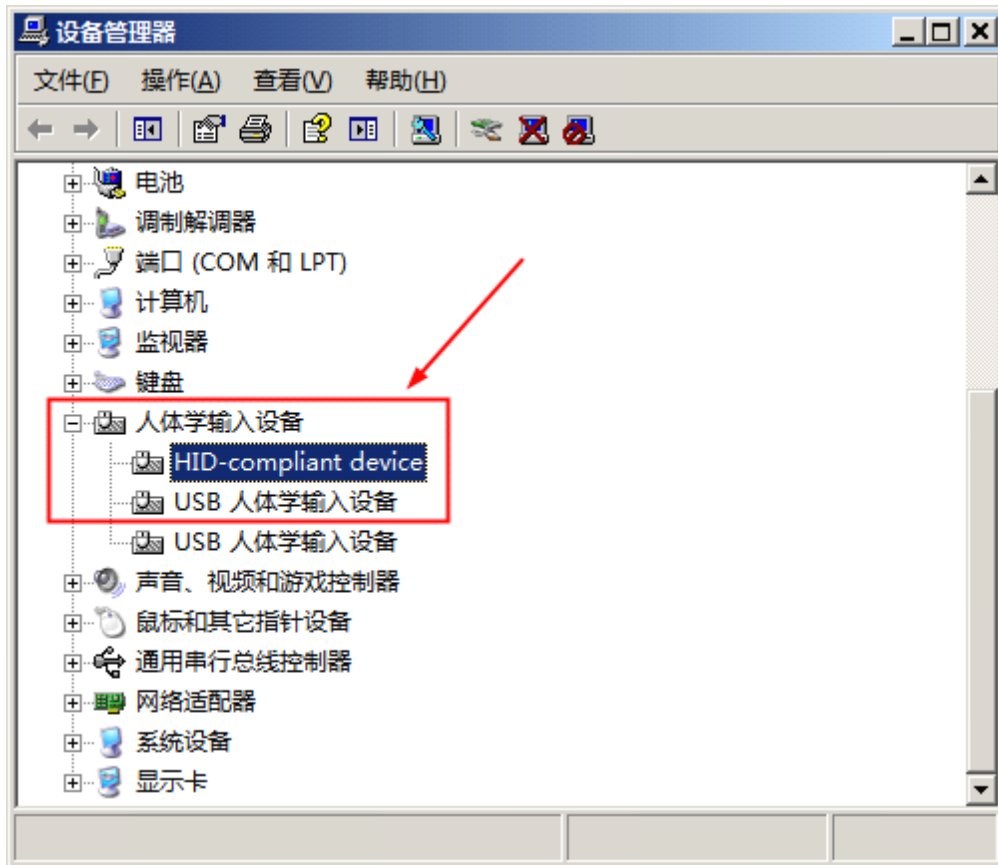 设备管理器
文件(F) 操作(A) 查看(V) 帮助(H)
电池
调制解调器
端口 (COM 和 LPT)
计算机
监视器
键盘
人体学输入设备
HID-compliant device
USB 人体学输入设备
USB 人体学输入设备
声音、视频和游戏控制器
鼠标和其它指针设备
通用串行总线控制器
网络适配器
系统设备
显示卡